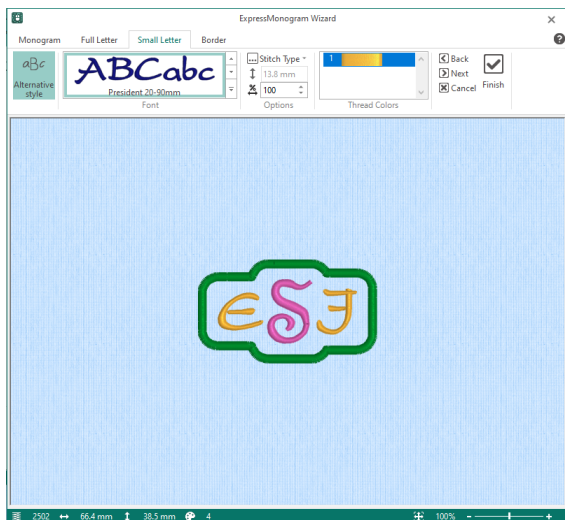 ExpressMonogram Wizard
Monogram Full Letter Small Letter Border
aBc
Alternative style
ABCabc
President 20-90mm
Font
Stitch Type
13.8 mm
100
Options
1
Thread Colors
Back
Next
Cancel
Finish
ESJ
2502 66.4 mm 38.5 mm 4 100%